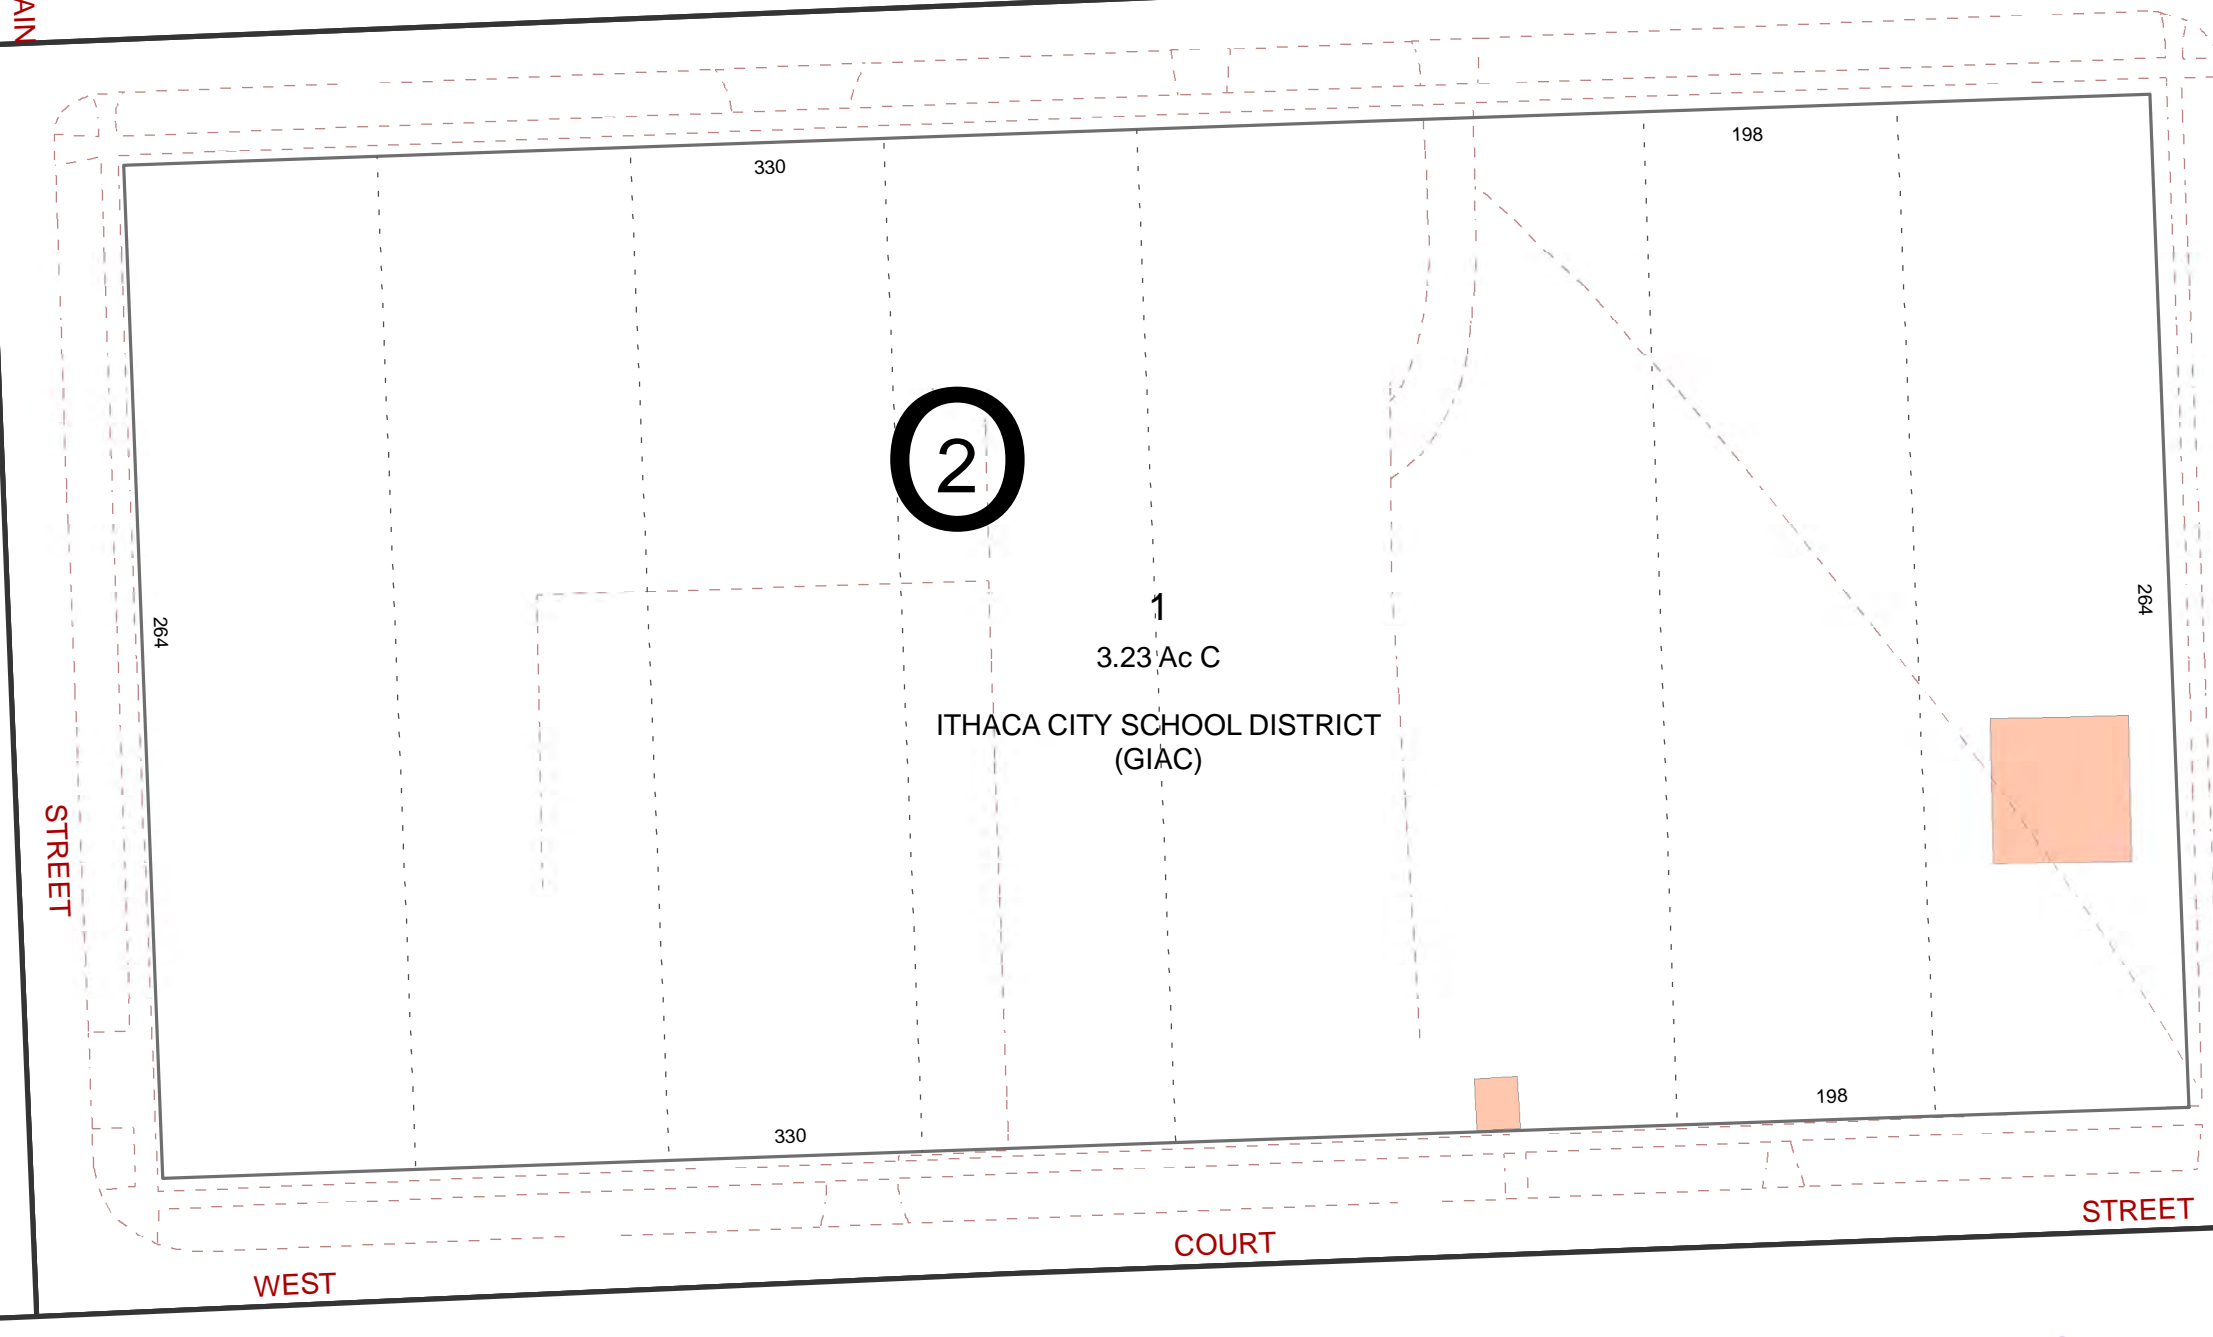 AIN
198
330
2
264
264
1
3.23 Ac C
ITHACA CITY SCHOOL DISTRICT
(GIAC)
STREET
198
330
STREET
COURT
WEST